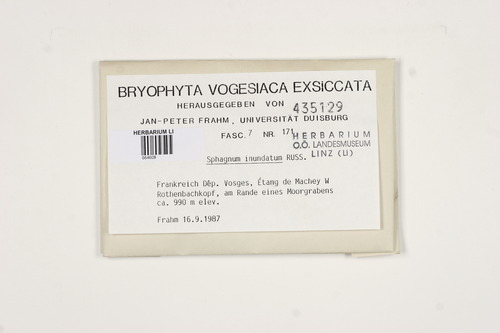 BRYOPHYTA VOGESIACA EXSICCATA
HERAUSGEGEBEN VON 435129
JAN-PETER FRAHM, UNIVERSITÄT DUISBURG
HERBARIUM LI
FASC. 7 NR. 171
HERBARIUM
O.Ö. LANDESMUSEUM
LINZ (LI)
Sphagnum inundatum RUSS.
Frankreich Dép. Vosges, Étang de Machey W
Rothenbachkopf, am Rande eines Moorgrabens
ca. 990 m elev.
Frahm 16.9.1987